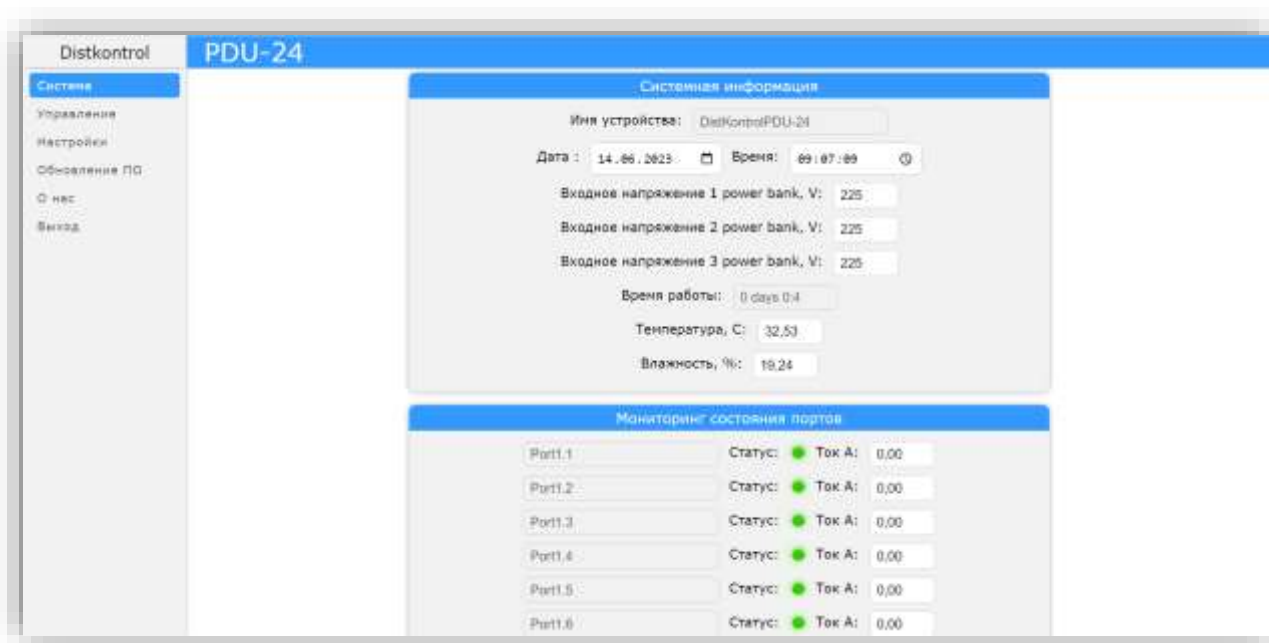 Distkontrol
PDU-24
Система
Управление
Настройки
Обновление ПО
О нас
Выход
Системная информация
Имя устройства: DistKontrolPDU-24
Дата : 14.06.2023 Время: 09:07:09
Входное напряжение 1 power bank, V: 225
Входное напряжение 2 power bank, V: 225
Входное напряжение 3 power bank, V: 225
Время работы: 0 days 0:4
Температура, С: 32,53
Влажность, %: 19,24
Мониторинг состояния портов
Port1.1 Статус: Ток А: 0,00
Port1.2 Статус: Ток А: 0,00
Port1.3 Статус: Ток А: 0,00
Port1.4 Статус: Ток А: 0,00
Port1.5 Статус: Ток А: 0,00
Port1.6 Статус: Ток А: 0,00